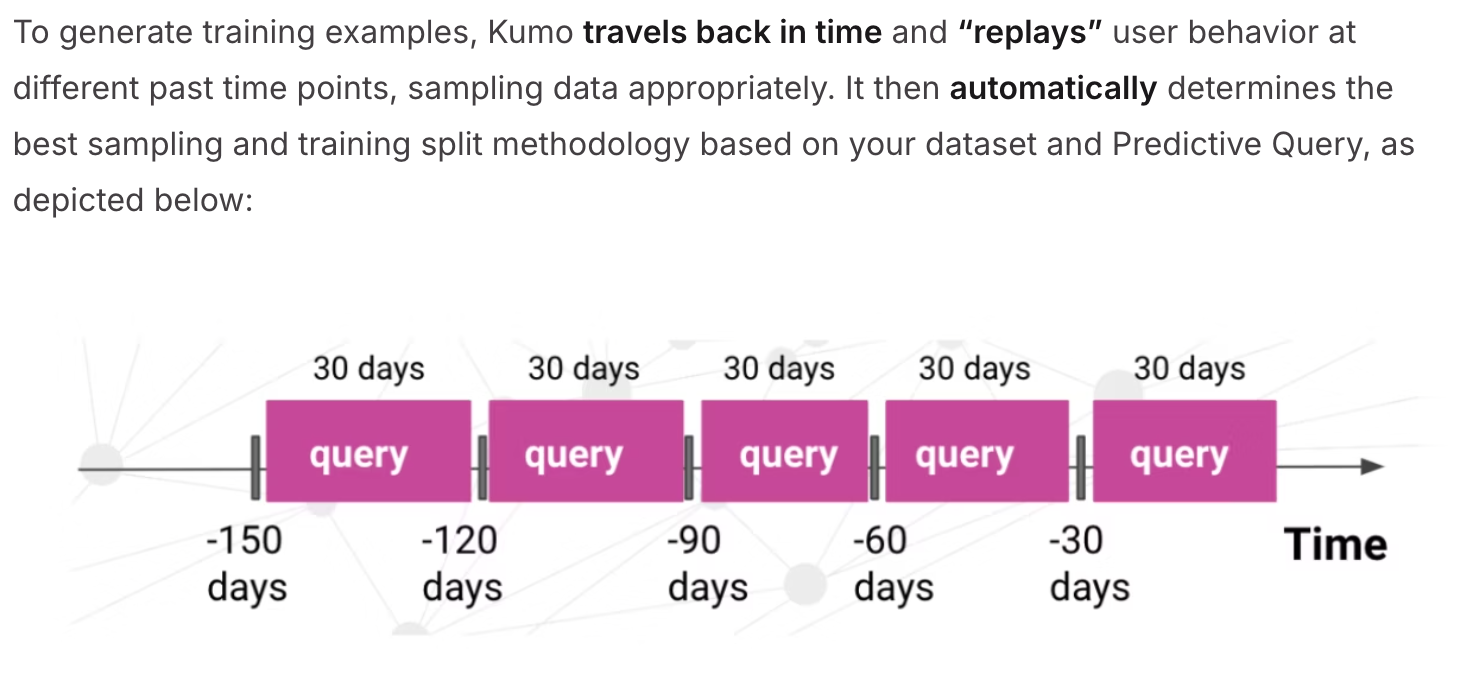 To generate training examples, Kumo travels back in time and “replays” user behavior at
different past time points, sampling data appropriately. It then automatically determines the
best sampling and training split methodology based on your dataset and Predictive Query, as
depicted below:
30 days 30 days 30 days 30 days 30 days
query query query query query
-150 -120 -90 -60 -30 Time
days days days days days